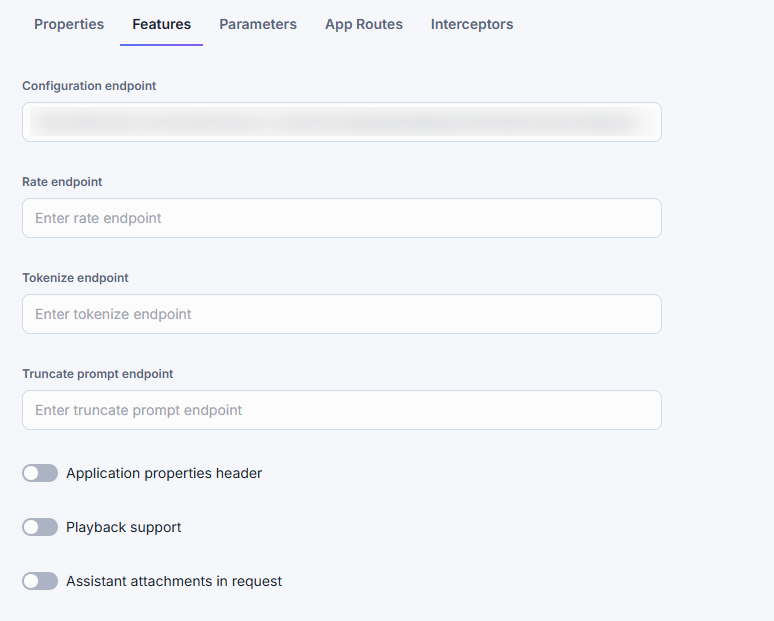 Properties Features Parameters App Routes Interceptors
Configuration endpoint
Rate endpoint
Enter rate endpoint
Tokenize endpoint
Enter tokenize endpoint
Truncate prompt endpoint
Enter truncate prompt endpoint
Application properties header
Playback support
Assistant attachments in request